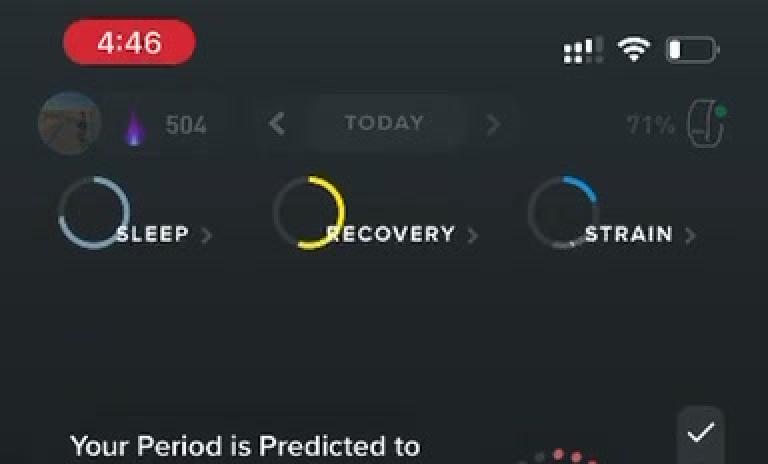 4:46
504
TODAY
71%
SLEEP
RECOVERY
STRAIN
Your Period is Predicted to